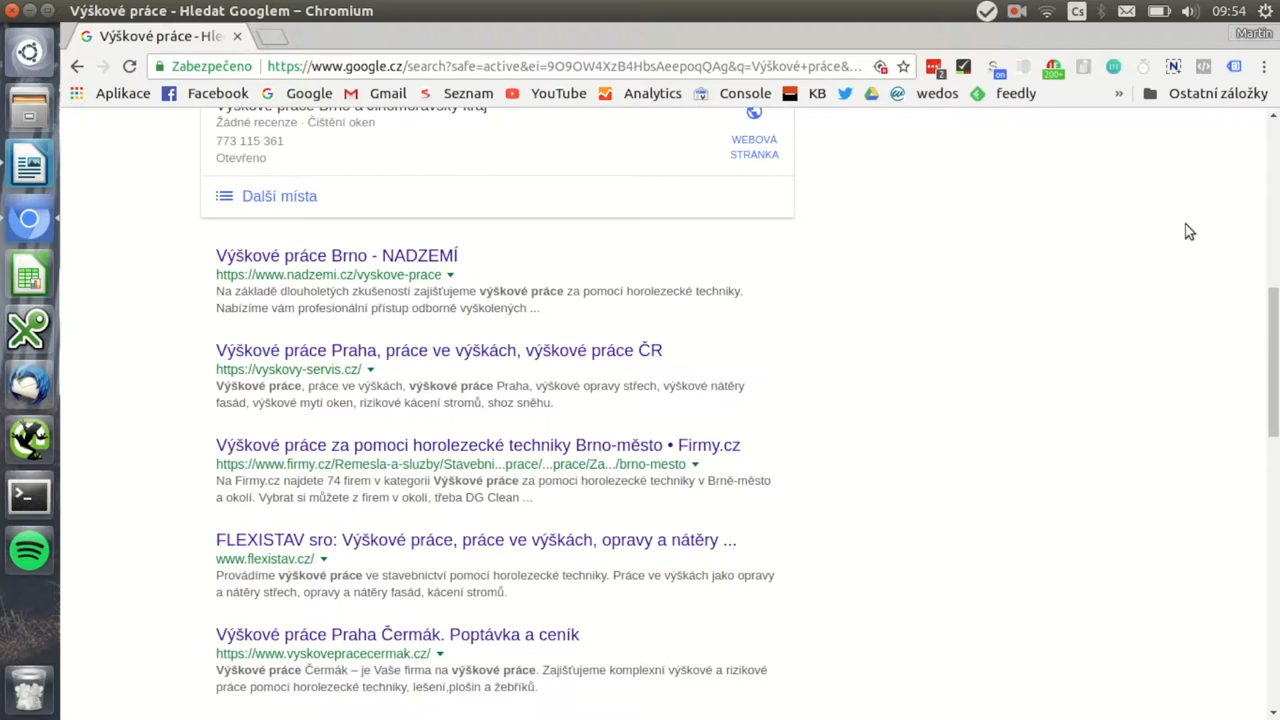 Výškové práce - Hledat Googlem – Chromium
Cs
09:54
Výškové práce - Hle
Martin
Zabezpečeno
https://www.google.cz/search?safe=active&ei=9O9OW4XzB4HbsAeepoqQAg&q=Výškové+práce&...
2
on
200+
Aplikace
Facebook
Google
Gmail
Seznam
YouTube
Analytics
Console
KB
wedos
feedly
»
Ostatní záložky
Výškové práce Brno a Jihomoravský kraj
Žádné recenze · Čištění oken
773 115 361
Otevřeno
WEBOVÁ
STRÁNKA
Další místa
Výškové práce Brno - NADZEMÍ
https://www.nadzemi.cz/vyskove-prace
Na základě dlouholetých zkušeností zajišťujeme výškové práce za pomocí horolezecké techniky.
Nabízíme vám profesionální přístup odborně vyškolených ...
Výškové práce Praha, práce ve výškách, výškové práce ČR
https://vyskovy-servis.cz/
Výškové práce, práce ve výškách, výškové práce Praha, výškové opravy střech, výškové nátěry
fasád, výškové mytí oken, rizikové kácení stromů, shoz sněhu.
Výškové práce za pomoci horolezecké techniky Brno-město • Firmy.cz
https://www.firmy.cz/Remesla-a-sluzby/Stavebni...prace/...prace/Za.../brno-mesto
Na Firmy.cz najdete 74 firem v kategorii Výškové práce za pomoci horolezecké techniky v Brně-město
a okolí. Vybrat si můžete z firem v okolí, třeba DG Clean ...
FLEXISTAV sro: Výškové práce, práce ve výškách, opravy a nátěry ...
www.flexistav.cz/
Provádíme výškové práce ve stavebnictví pomocí horolezecké techniky. Práce ve výškách jako opravy
a nátěry střech, opravy a nátěry fasád, kácení stromů.
Výškové práce Praha Čermák. Poptávka a ceník
https://www.vyskovepracecermak.cz/
Výškové práce Čermák – je Vaše firma na výškové práce. Zajišťujeme komplexní výškové a rizikové
práce pomocí horolezecké techniky, lešení,plošin a žebříků.